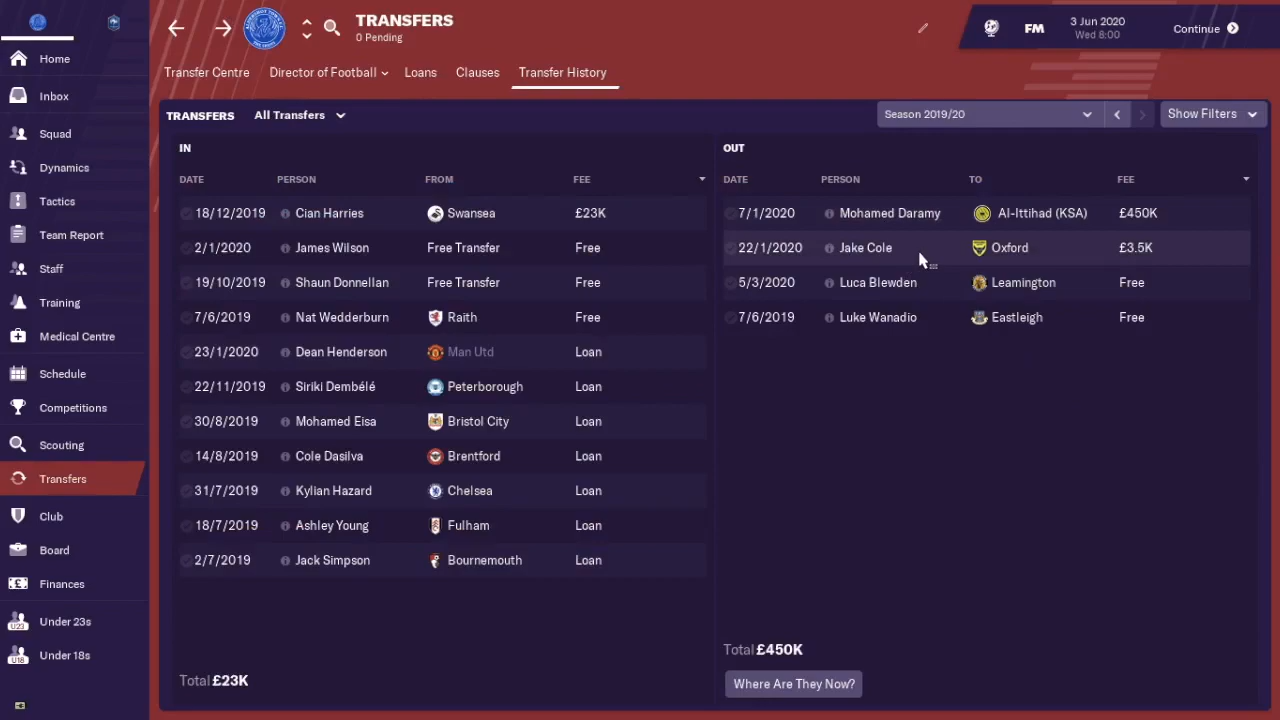 TRANSFERS
0 Pending
FM
3 Jun 2020
Wed 8:00
Continue
Transfer Centre Director of Football Loans Clauses Transfer History
Home
Inbox
Squad
Dynamics
Tactics
Team Report
Staff
Training
Medical Centre
Schedule
Competitions
Scouting
Transfers
Club
Board
Finances
U23 Under 23s
U18 Under 18s
TRANSFERS All Transfers Season 2019/20 Show Filters
IN
DATE PERSON FROM FEE
18/12/2019 Cian Harries Swansea £23K
2/1/2020 James Wilson Free Transfer Free
19/10/2019 Shaun Donnellan Free Transfer Free
7/6/2019 Nat Wedderburn Raith Free
23/1/2020 Dean Henderson Man Utd Loan
22/11/2019 Siriki Dembélé Peterborough Loan
30/8/2019 Mohamed Eisa Bristol City Loan
14/8/2019 Cole Dasilva Brentford Loan
31/7/2019 Kylian Hazard Chelsea Loan
18/7/2019 Ashley Young Fulham Loan
2/7/2019 Jack Simpson Bournemouth Loan
Total £23K
OUT
DATE PERSON TO FEE
7/1/2020 Mohamed Daramy Al-Ittihad (KSA) £450K
22/1/2020 Jake Cole Oxford £3.5K
5/3/2020 Luca Blewden Leamington Free
7/6/2019 Luke Wanadio Eastleigh Free
Total £450K
Where Are They Now?